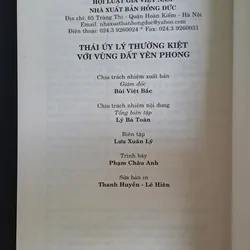 HỘI LUẬT GIA VIỆT NAM
NHÀ XUẤT BẢN HỒNG ĐỨC
Địa chỉ: 65 Tràng Thi - Quận Hoàn Kiếm - Hà Nội
Email: nhaxuatbanhongduc@yahoo.com
Điện thoại: 024.3 9260024 * Fax: 024.3 9260031
THÁI ÚY LÝ THƯỜNG KIỆT
VỚI VÙNG ĐẤT YÊN PHONG
Chịu trách nhiệm xuất bản
Giám đốc
Bùi Việt Bắc
Chịu trách nhiệm nội dung
Tổng biên tập
Lý Bá Toàn
Biên tập
Lưu Xuân Lý
Trình bày
Phạm Châu Anh
Sửa bản in
Thanh Huyền - Lê Hiên